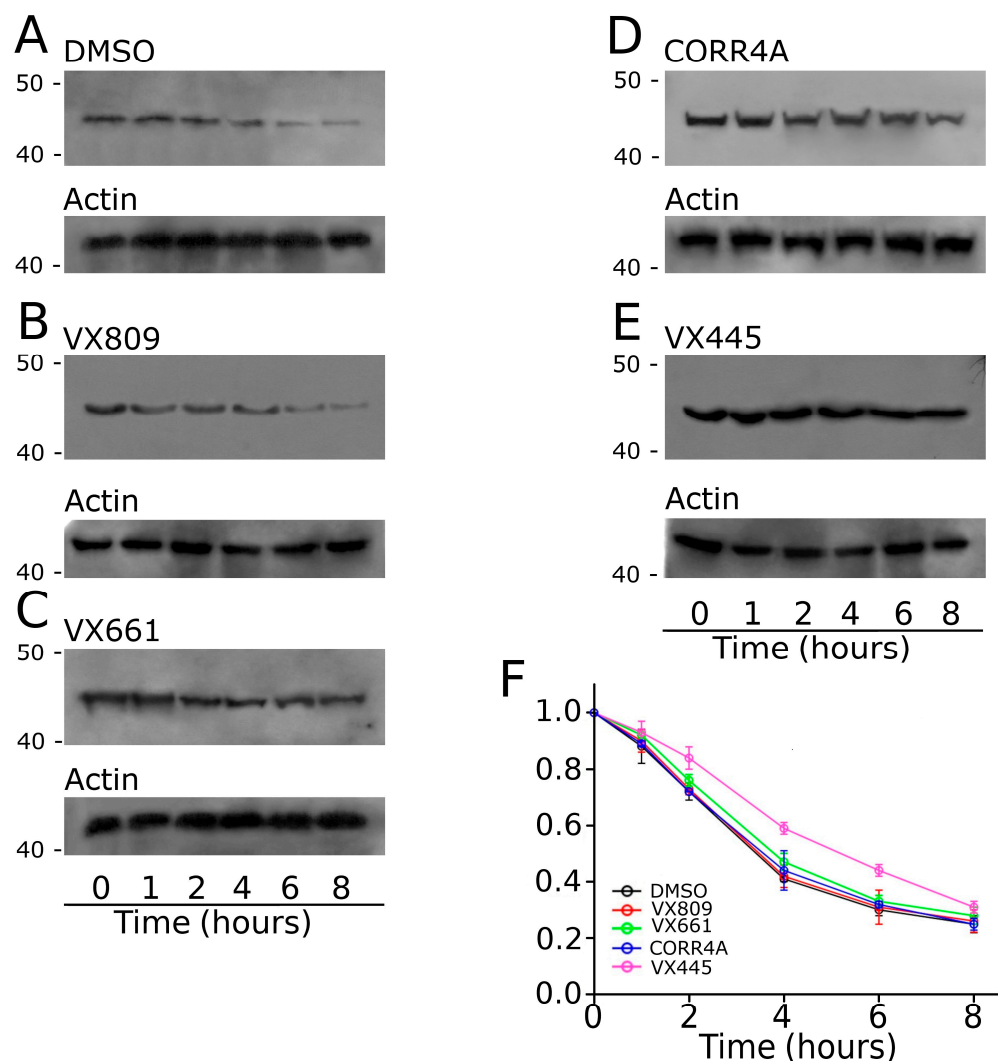 A
DMSO
50 -
40 -
Actin
40 -
B
VX809
50 -
40 -
Actin
40 -
C
VX661
50 -
40 -
Actin
40 -
0 1 2 4 6 8
Time (hours)
D
CORR4A
50 -
40 -
Actin
40 -
E
VX445
50 -
40 -
Actin
40 -
0 1 2 4 6 8
Time (hours)
F
1.0
0.8
0.6
0.4
0.2
0.0
DMSO
VX809
VX661
CORR4A
VX445
0 2 4 6 8
Time (hours)